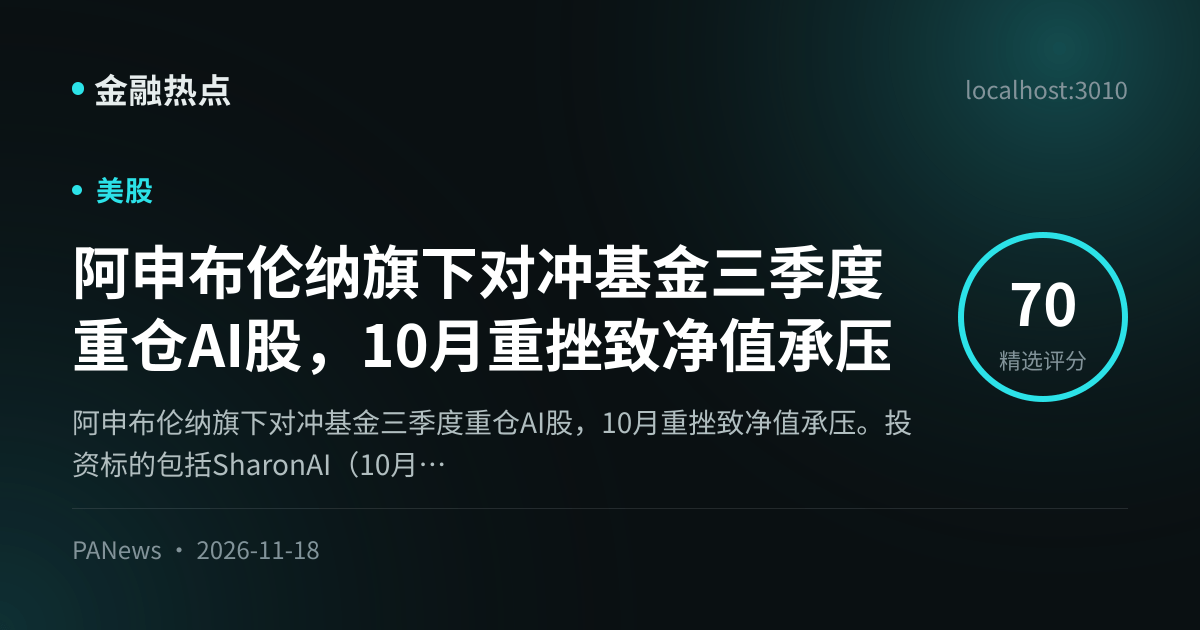 金融热点
localhost:3010
美股
阿申布伦纳旗下对冲基金三季度
重仓AI股，10月重挫致净值承压
70
精选评分
阿申布伦纳旗下对冲基金三季度重仓AI股，10月重挫致净值承压。投
资标的包括SharonAI（10月…
PANews • 2026-11-18